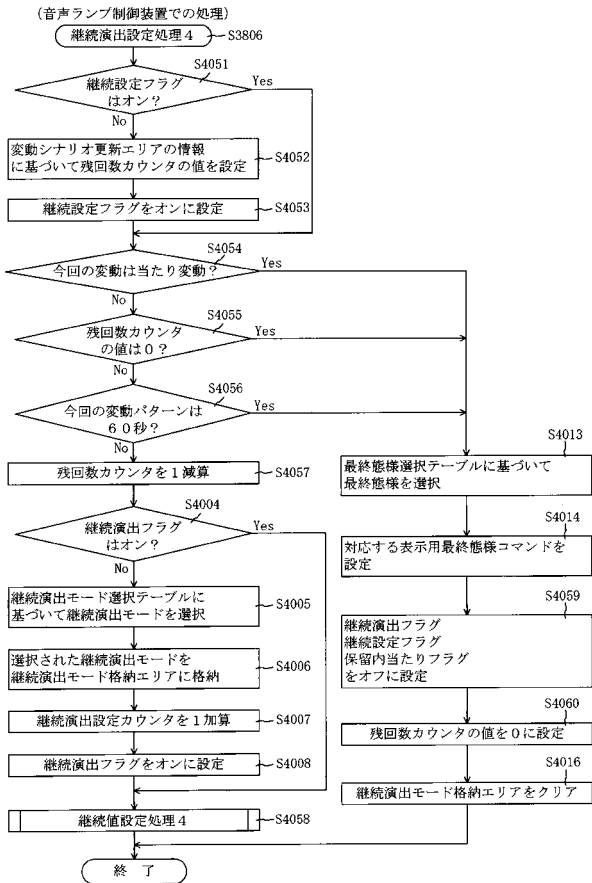 (音声ランプ制御装置での処理)
継続演出設定処理4
S3806
S4051
継続設定フラグ
はオン?
Yes
No
変動シナリオ更新エリアの情報
に基づいて残回数カウンタの値を設定
S4052
継続設定フラグをオンに設定
S4053
S4054
今回の変動は当たり変動?
Yes
No
S4055
残回数カウンタ
の値は0?
Yes
No
S4056
今回の変動パターンは
60秒?
Yes
No
残回数カウンタを1減算
S4057
S4004
継続演出フラグ
はオン?
Yes
No
継続演出モード選択テーブルに
基づいて継続演出モードを選択
S4005
選択された継続演出モードを
継続演出モード格納エリアに格納
S4006
継続演出設定カウンタを1加算
S4007
継続演出フラグをオンに設定
S4008
継続値設定処理4
S4058
終 了
S4013
最終態様選択テーブルに基づいて
最終態様を選択
S4014
対応する表示用最終態様コマンドを
設定
S4059
継続演出フラグ
継続設定フラグ
保留内当たりフラグ
をオフに設定
S4060
残回数カウンタの値を0に設定
S4016
継続演出モード格納エリアをクリア